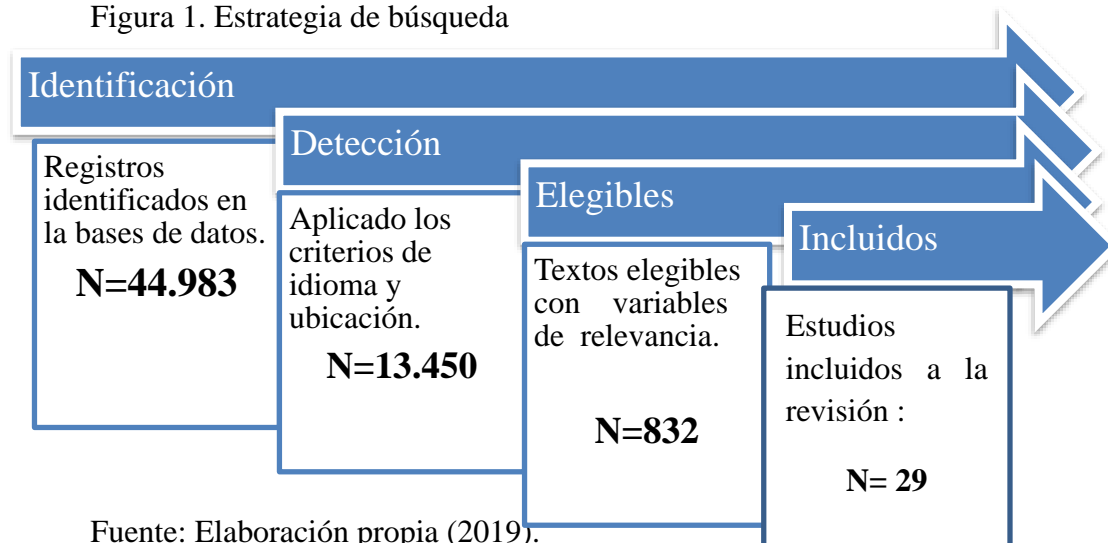 Figura 1. Estrategia de búsqueda
Identificación
Registros
identificados en
la bases de datos.
N=44.983
Detección
Aplicado los
criterios de
idioma y
ubicación.
N=13.450
Elegibles
Textos elegibles
con variables
de relevancia.
N=832
Incluidos
Estudios
incluidos a la
revisión :
N= 29
Fuente: Elaboración propia (2019).